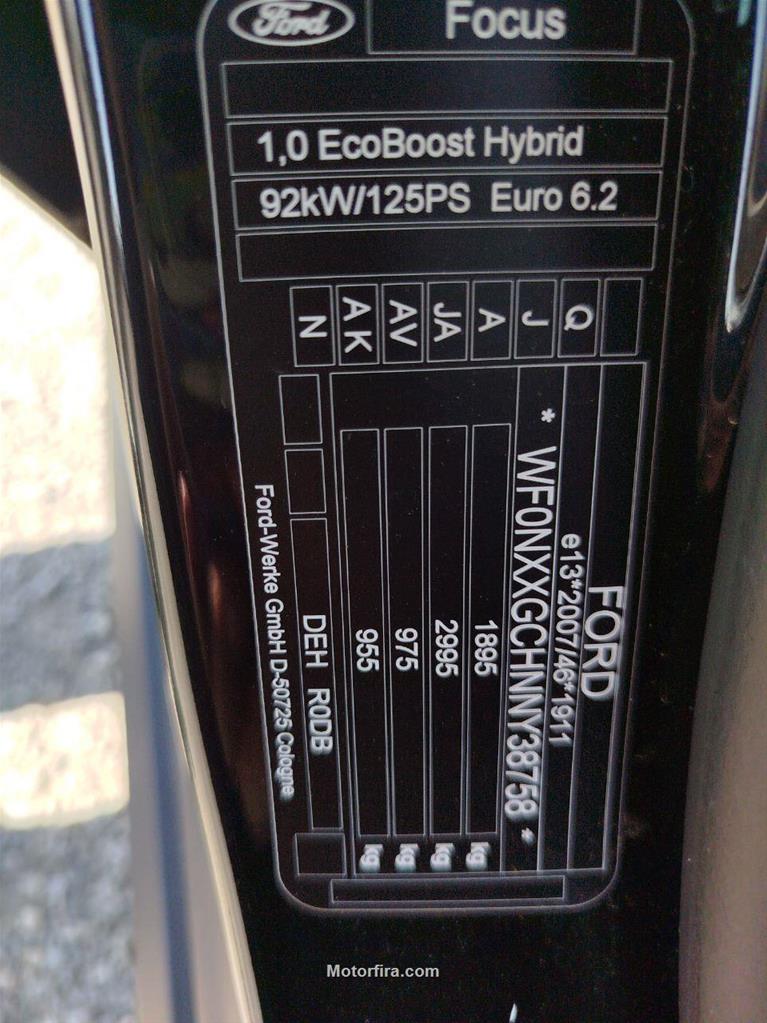 Ford
Focus
1,0 EcoBoost Hybrid
92kW/125PS Euro 6.2
FORD
Q e13*2007/46*1911
J * WF0NXXGCHNNY38758 *
A 1895 kg
JA 2995 kg
AV 975 kg
AK 955 kg
N DEH R0DB
Ford-Werke GmbH D-50725 Cologne
Motorfira.com